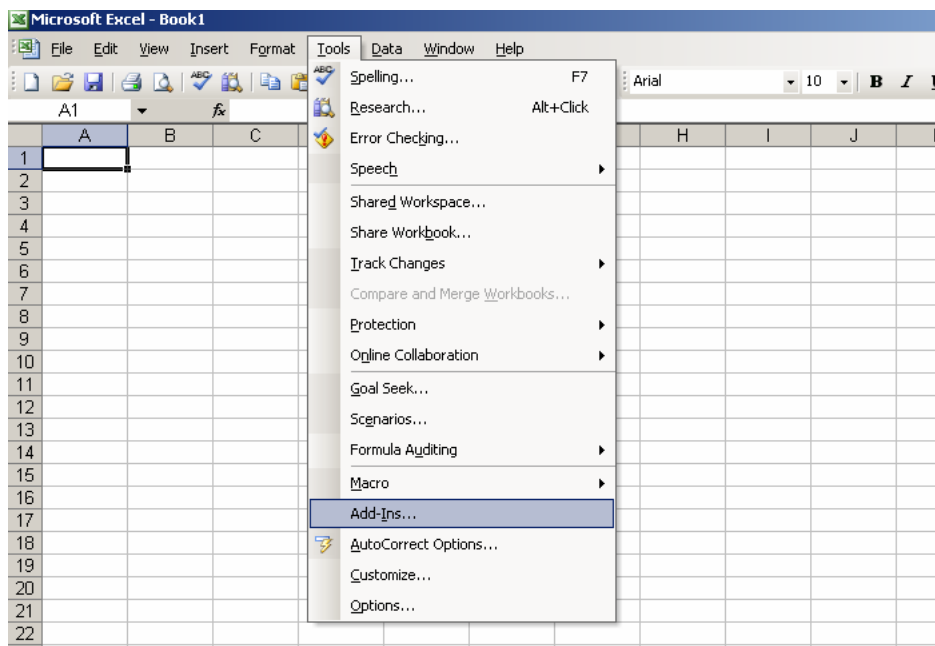 Microsoft Excel - Book1
File Edit View Insert Format Tools Data Window Help
ABC Arial 10 B I
A1 fx
A B C H I J
Spelling... F7
Research... Alt+Click
Error Checking...
Speech
Shared Workspace...
Share Workbook...
Track Changes
Compare and Merge Workbooks...
Protection
Online Collaboration
Goal Seek...
Scenarios...
Formula Auditing
Macro
Add-Ins...
AutoCorrect Options...
Customize...
Options...
1
2
3
4
5
6
7
8
9
10
11
12
13
14
15
16
17
18
19
20
21
22